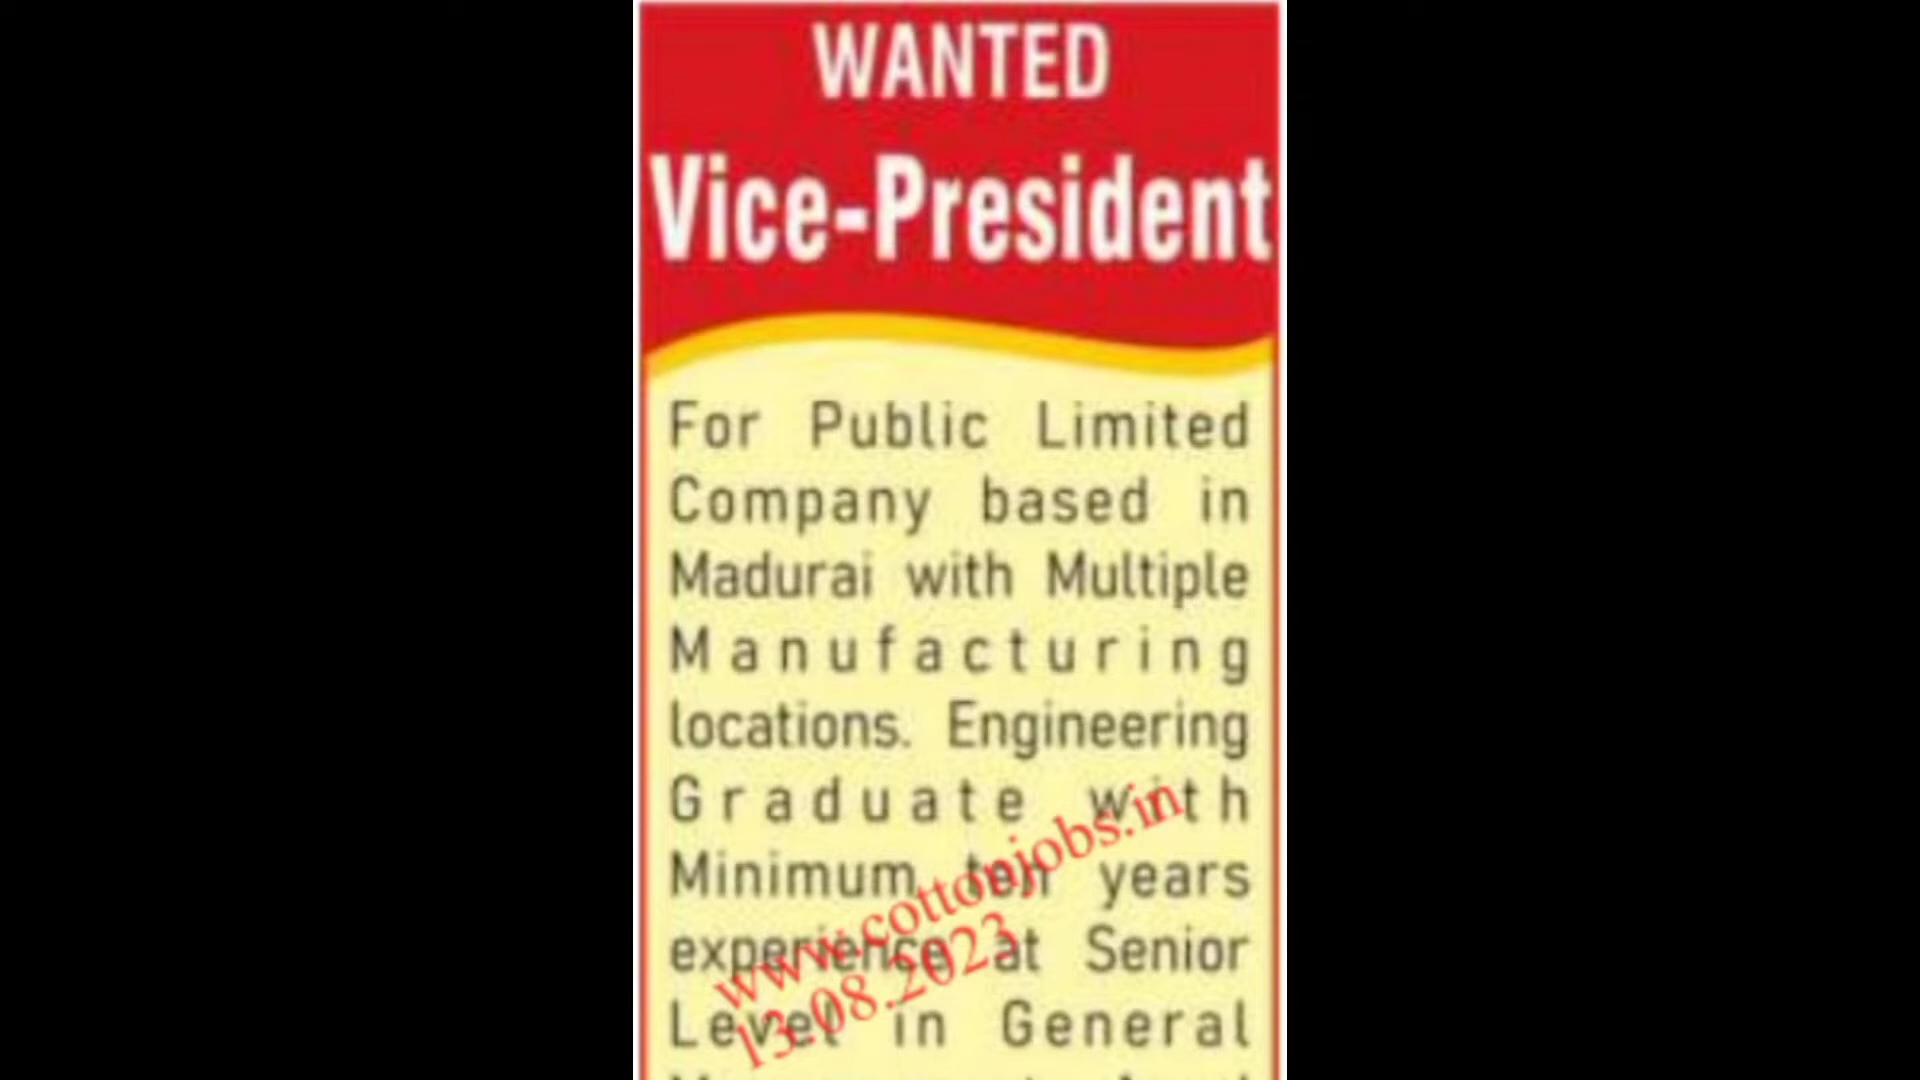 WANTED
Vice-President
For Public Limited
Company based in
Madurai with Multiple
Manufacturing
locations. Engineering
Graduate with
Minimum ten years
experience at Senior
Level in General
www.cottonjobs.in
13.08.2023